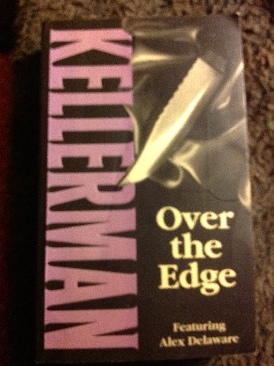 KELLERMAN
Over
the
Edge
Featuring
Alex Delaware